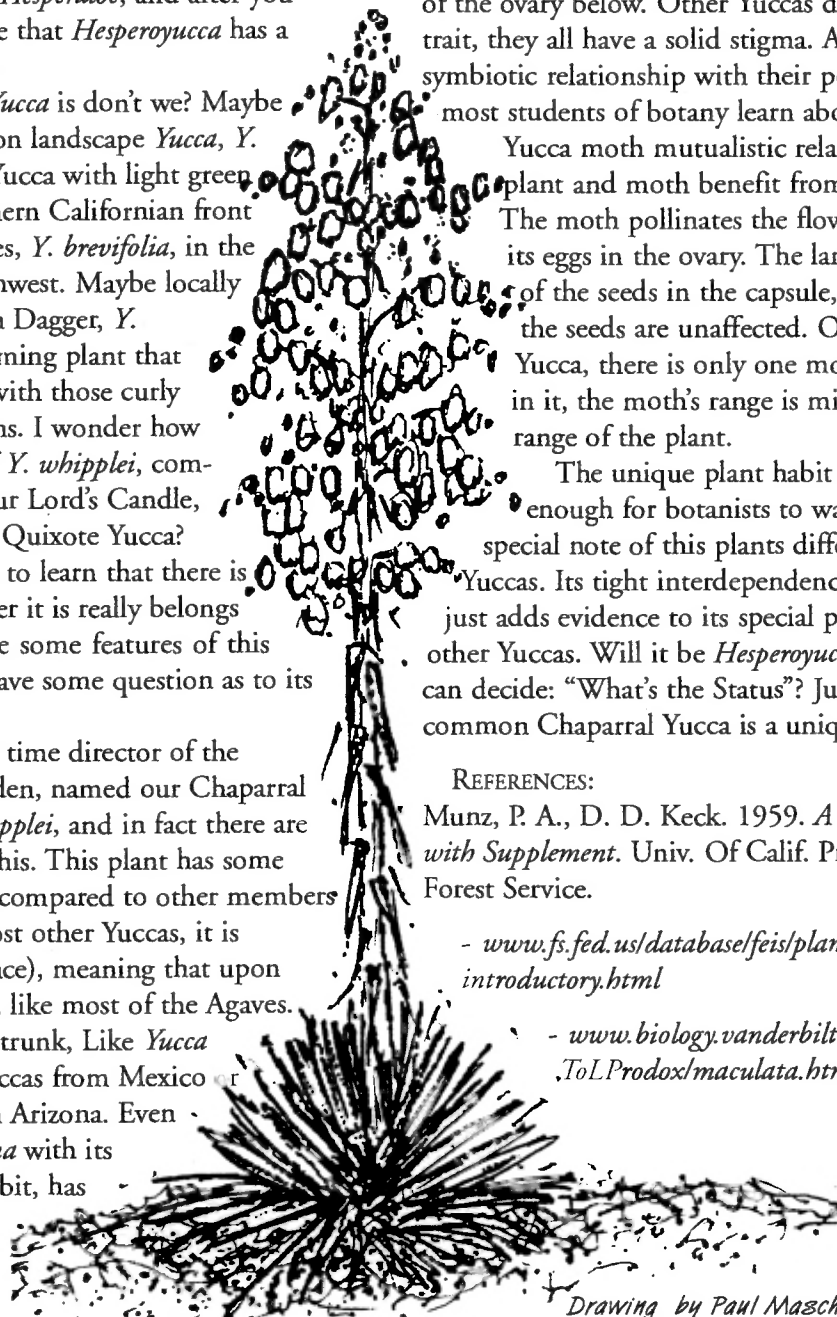 Hesperaloe, and after you
e that Hesperoyucca has a
Yucca is don't we? Maybe
on landscape Yucca, Y.
Yucca with light green
hern Californian front
es, Y. brevifolia, in the
hwest. Maybe locally
Dagger, Y.
ming plant that
with those curly
ns. I wonder how
Y. whipplei, com-
ur Lord's Candle,
Quixote Yucca?
to learn that there is
er it is really belongs
e some features of this
ave some question as to its
time director of the
den, named our Chaparral
pplei, and in fact there are
his. This plant has some
compared to other members
ost other Yuccas, it is
nce), meaning that upon
like most of the Agaves.
trunk, Like Yucca
ccas from Mexico
Arizona. Even
a with its
bit, has
of the ovary below. Other Yuccas d
trait, they all have a solid stigma. A
symbiotic relationship with their p
most students of botany learn abo
Yucca moth mutualistic rela
plant and moth benefit from
The moth pollinates the flow
its eggs in the ovary. The lar
of the seeds in the capsule,
the seeds are unaffected. O
Yucca, there is only one mo
in it, the moth's range is mi
range of the plant.
The unique plant habit
enough for botanists to wa
special note of this plants diffe
Yuccas. Its tight interdependenc
just adds evidence to its special p
other Yuccas. Will it be Hesperoyuc
can decide: "What's the Status"? Ju
common Chaparral Yucca is a uniq
References:
Munz, P. A., D. D. Keck. 1959. A
with Supplement. Univ. Of Calif. Pr
Forest Service.
- www.fs.fed.us/database/feis/plan
introductory.html
- www.biology.vanderbilt
.ToLProdox/maculata.htm
Drawing by Paul Masch